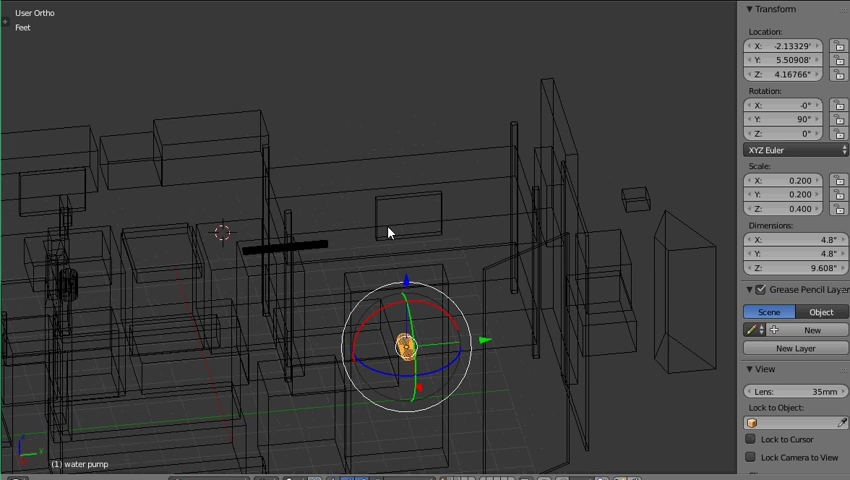 User Ortho
Feet
(1) water pump
Transform
Location:
X: -2.13329'
Y: 5.50908'
Z: 4.16766"
Rotation:
X: -0°
Y: 90°
Z: 0°
XYZ Euler
Scale:
X: 0.200
Y: 0.200
Z: 0.400
Dimensions:
X: 4.8"
Y: 4.8"
Z: 9.608"
Grease Pencil Layer
Scene Object
New
New Layer
View
Lens: 35mm
Lock to Object:
Lock to Cursor
Lock Camera to View